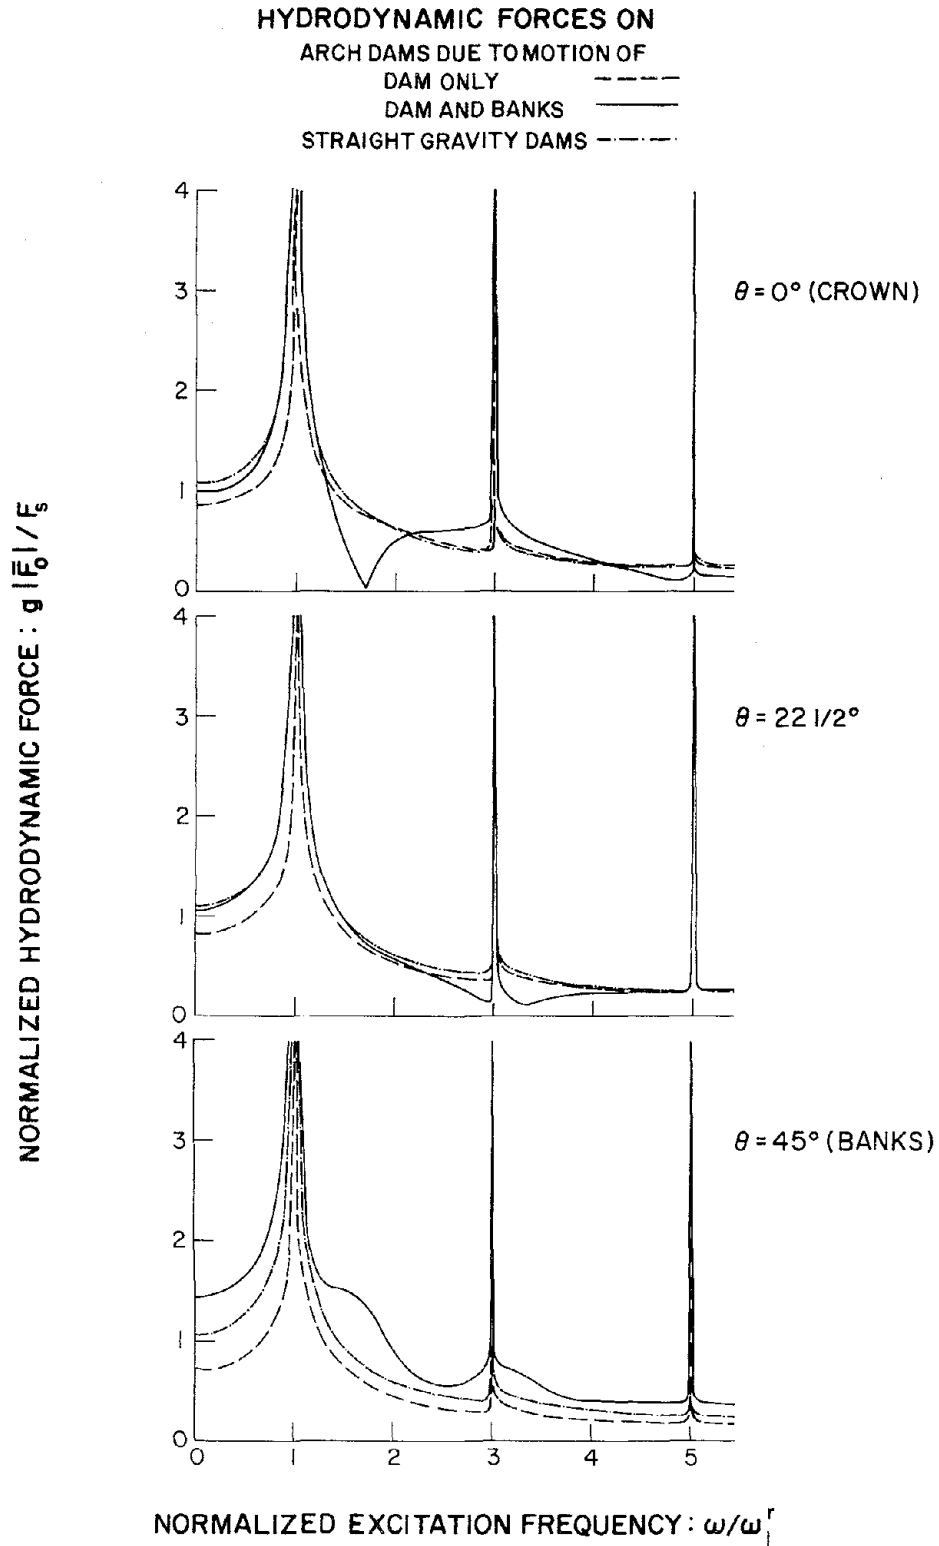 HYDRODYNAMIC FORCES ON
ARCH DAMS DUE TO MOTION OF
DAM ONLY
DAM AND BANKS
STRAIGHT GRAVITY DAMS
NORMALIZED HYDRODYNAMIC FORCE: g |F̄₀| / Fₛ
4
3
2
1
0
θ = 0° (CROWN)
4
3
2
1
0
θ = 22 1/2°
4
3
2
1
0
θ = 45° (BANKS)
0 1 2 3 4 5
NORMALIZED EXCITATION FREQUENCY: ω/ω₁ʳ